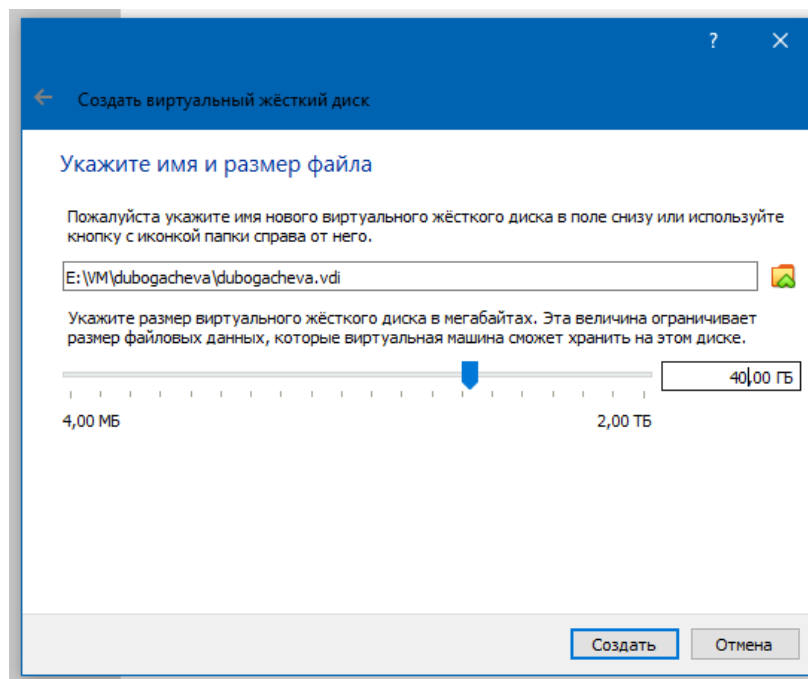 ?
Создать виртуальный жёсткий диск
Укажите имя и размер файла
Пожалуйста укажите имя нового виртуального жёсткого диска в поле снизу или используйте
кнопку с иконкой папки справа от него.
E:\VM\dubogacheva\dubogacheva.vdi
Укажите размер виртуального жёсткого диска в мегабайтах. Эта величина ограничивает
размер файловых данных, которые виртуальная машина сможет хранить на этом диске.
40,00 ГБ
4,00 МБ 2,00 ТБ
Создать Отмена